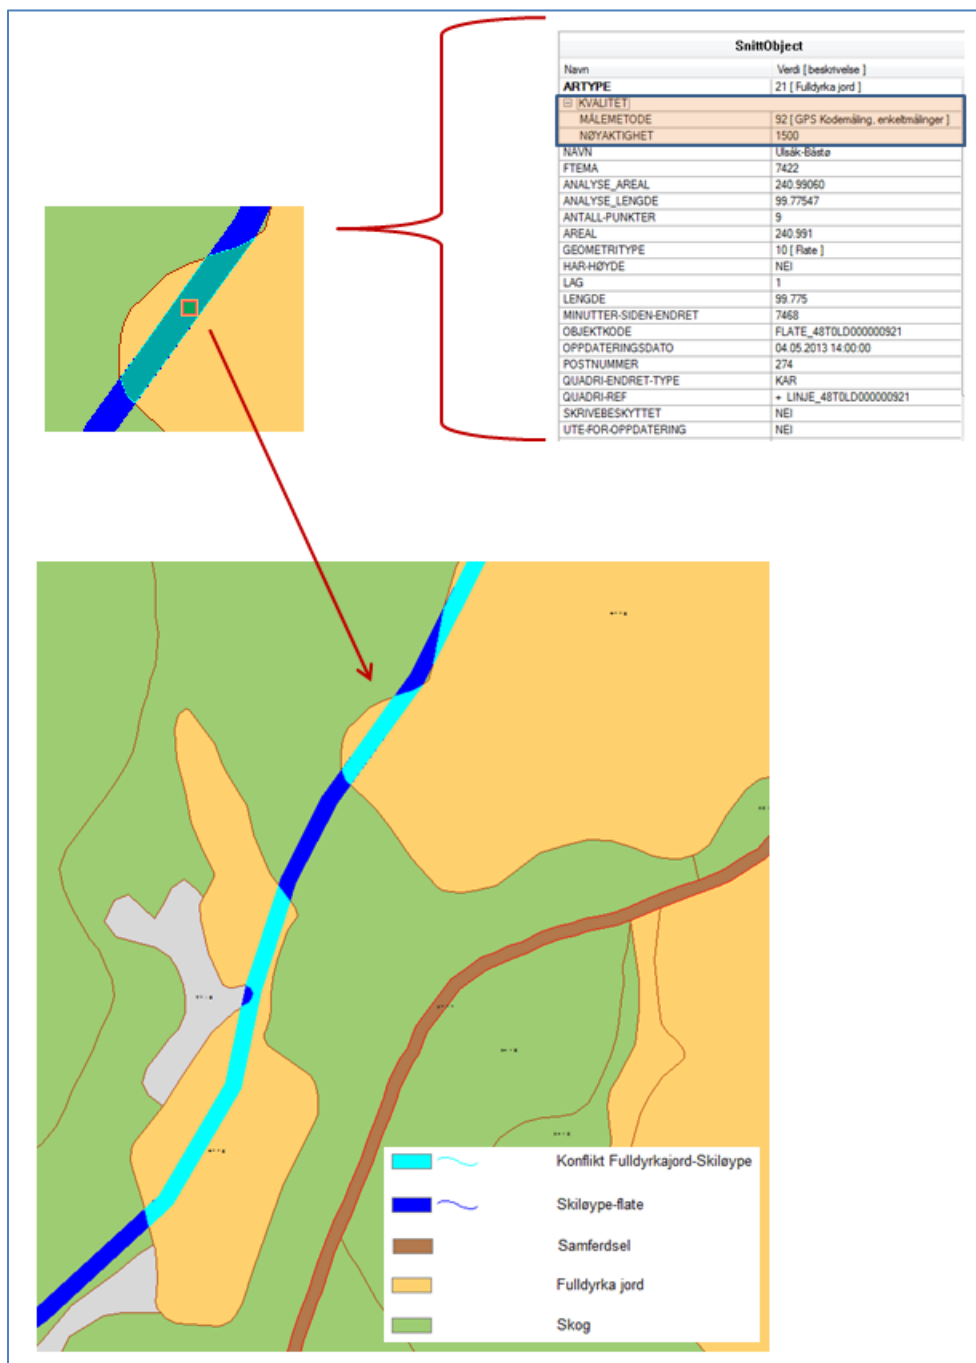 SnittObject
Navn Verdi [ beskrivelse ]
ARTYPE 21 [ Fulldyrka jord ]
KVALITET
MÅLEMETODE 92 [ GPS Kodemåling, enkeltmålinger ]
NØYAKTIGHET 1500
NAVN Ulsåk-Båstø
FTEMA 7422
ANALYSE_AREAL 240.99060
ANALYSE_LENGDE 99.77547
ANTALL-PUNKTER 9
AREAL 240.991
GEOMETRITYPE 10 [ Flate ]
HAR-HØYDE NEI
LAG 1
LENGDE 99.775
MINUTTER-SIDEN-ENDRET 7468
OBJEKTKODE FLATE_48T0LD000000921
OPPDATERINGSDATO 04.05.2013 14:00:00
POSTNUMMER 274
QUADRI-ENDRET-TYPE KAR
QUADRI-REF + LINJE_48T0LD000000921
SKRIVEBESKYTTET NEI
UTE-FOR-OPPDATERING NEI
Konflikt Fulldyrkajord-Skiløype
Skiløype-flate
Samferdsel
Fulldyrka jord
Skog